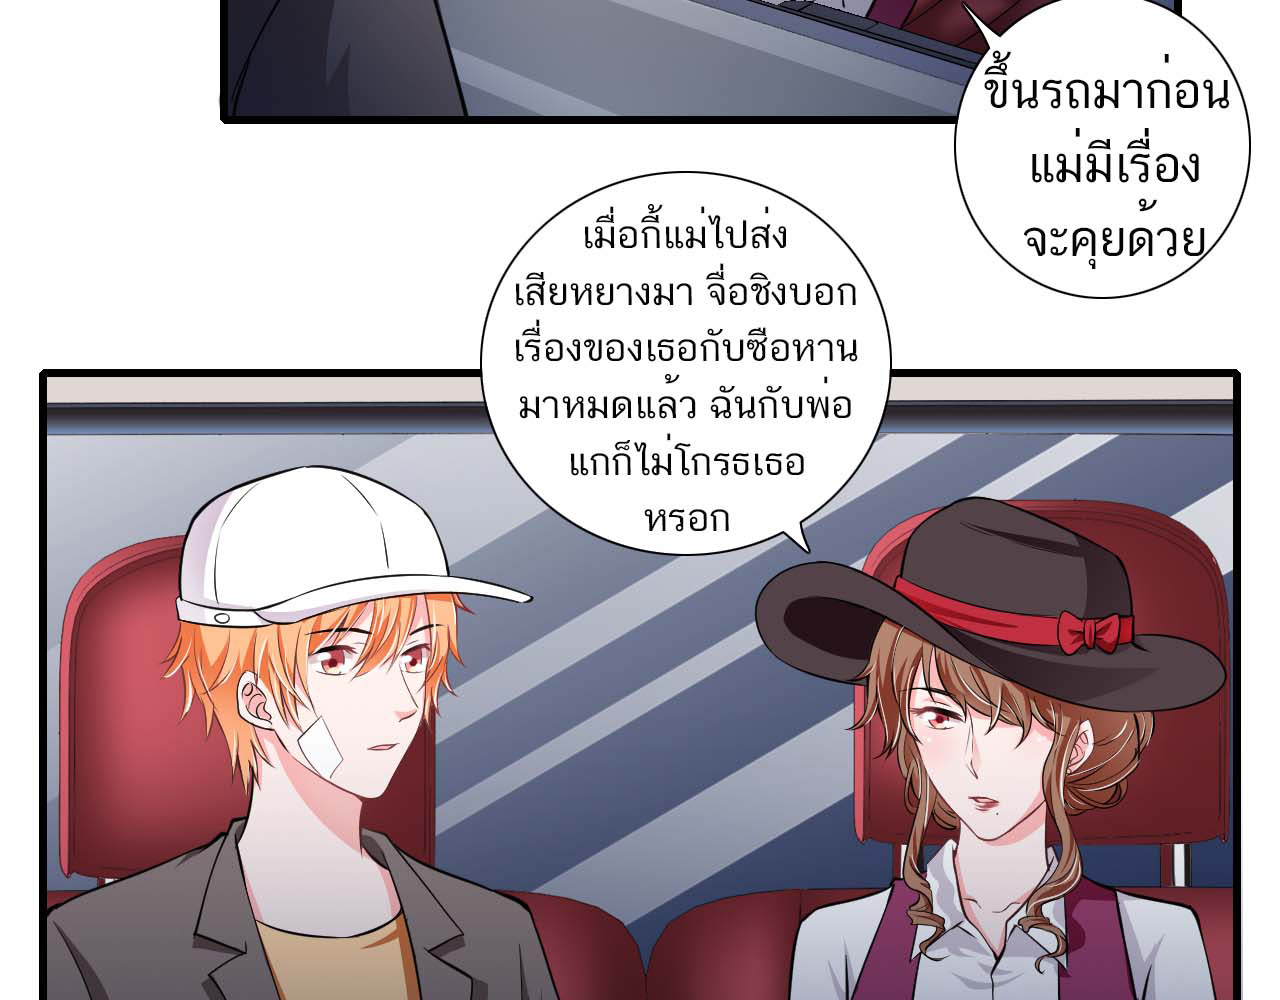 ขึ้นรถมาก่อน
แม่มีเรื่อง
จะคุยด้วย
เมื่อกี้แม่ไปส่ง
เสียหยางมา จื่อชิงบอก
เรื่องของเธอกับซือหาน
มาหมดแล้ว ฉันกับพ่อ
แกก็ไม่โกรธเธอ
หรอก